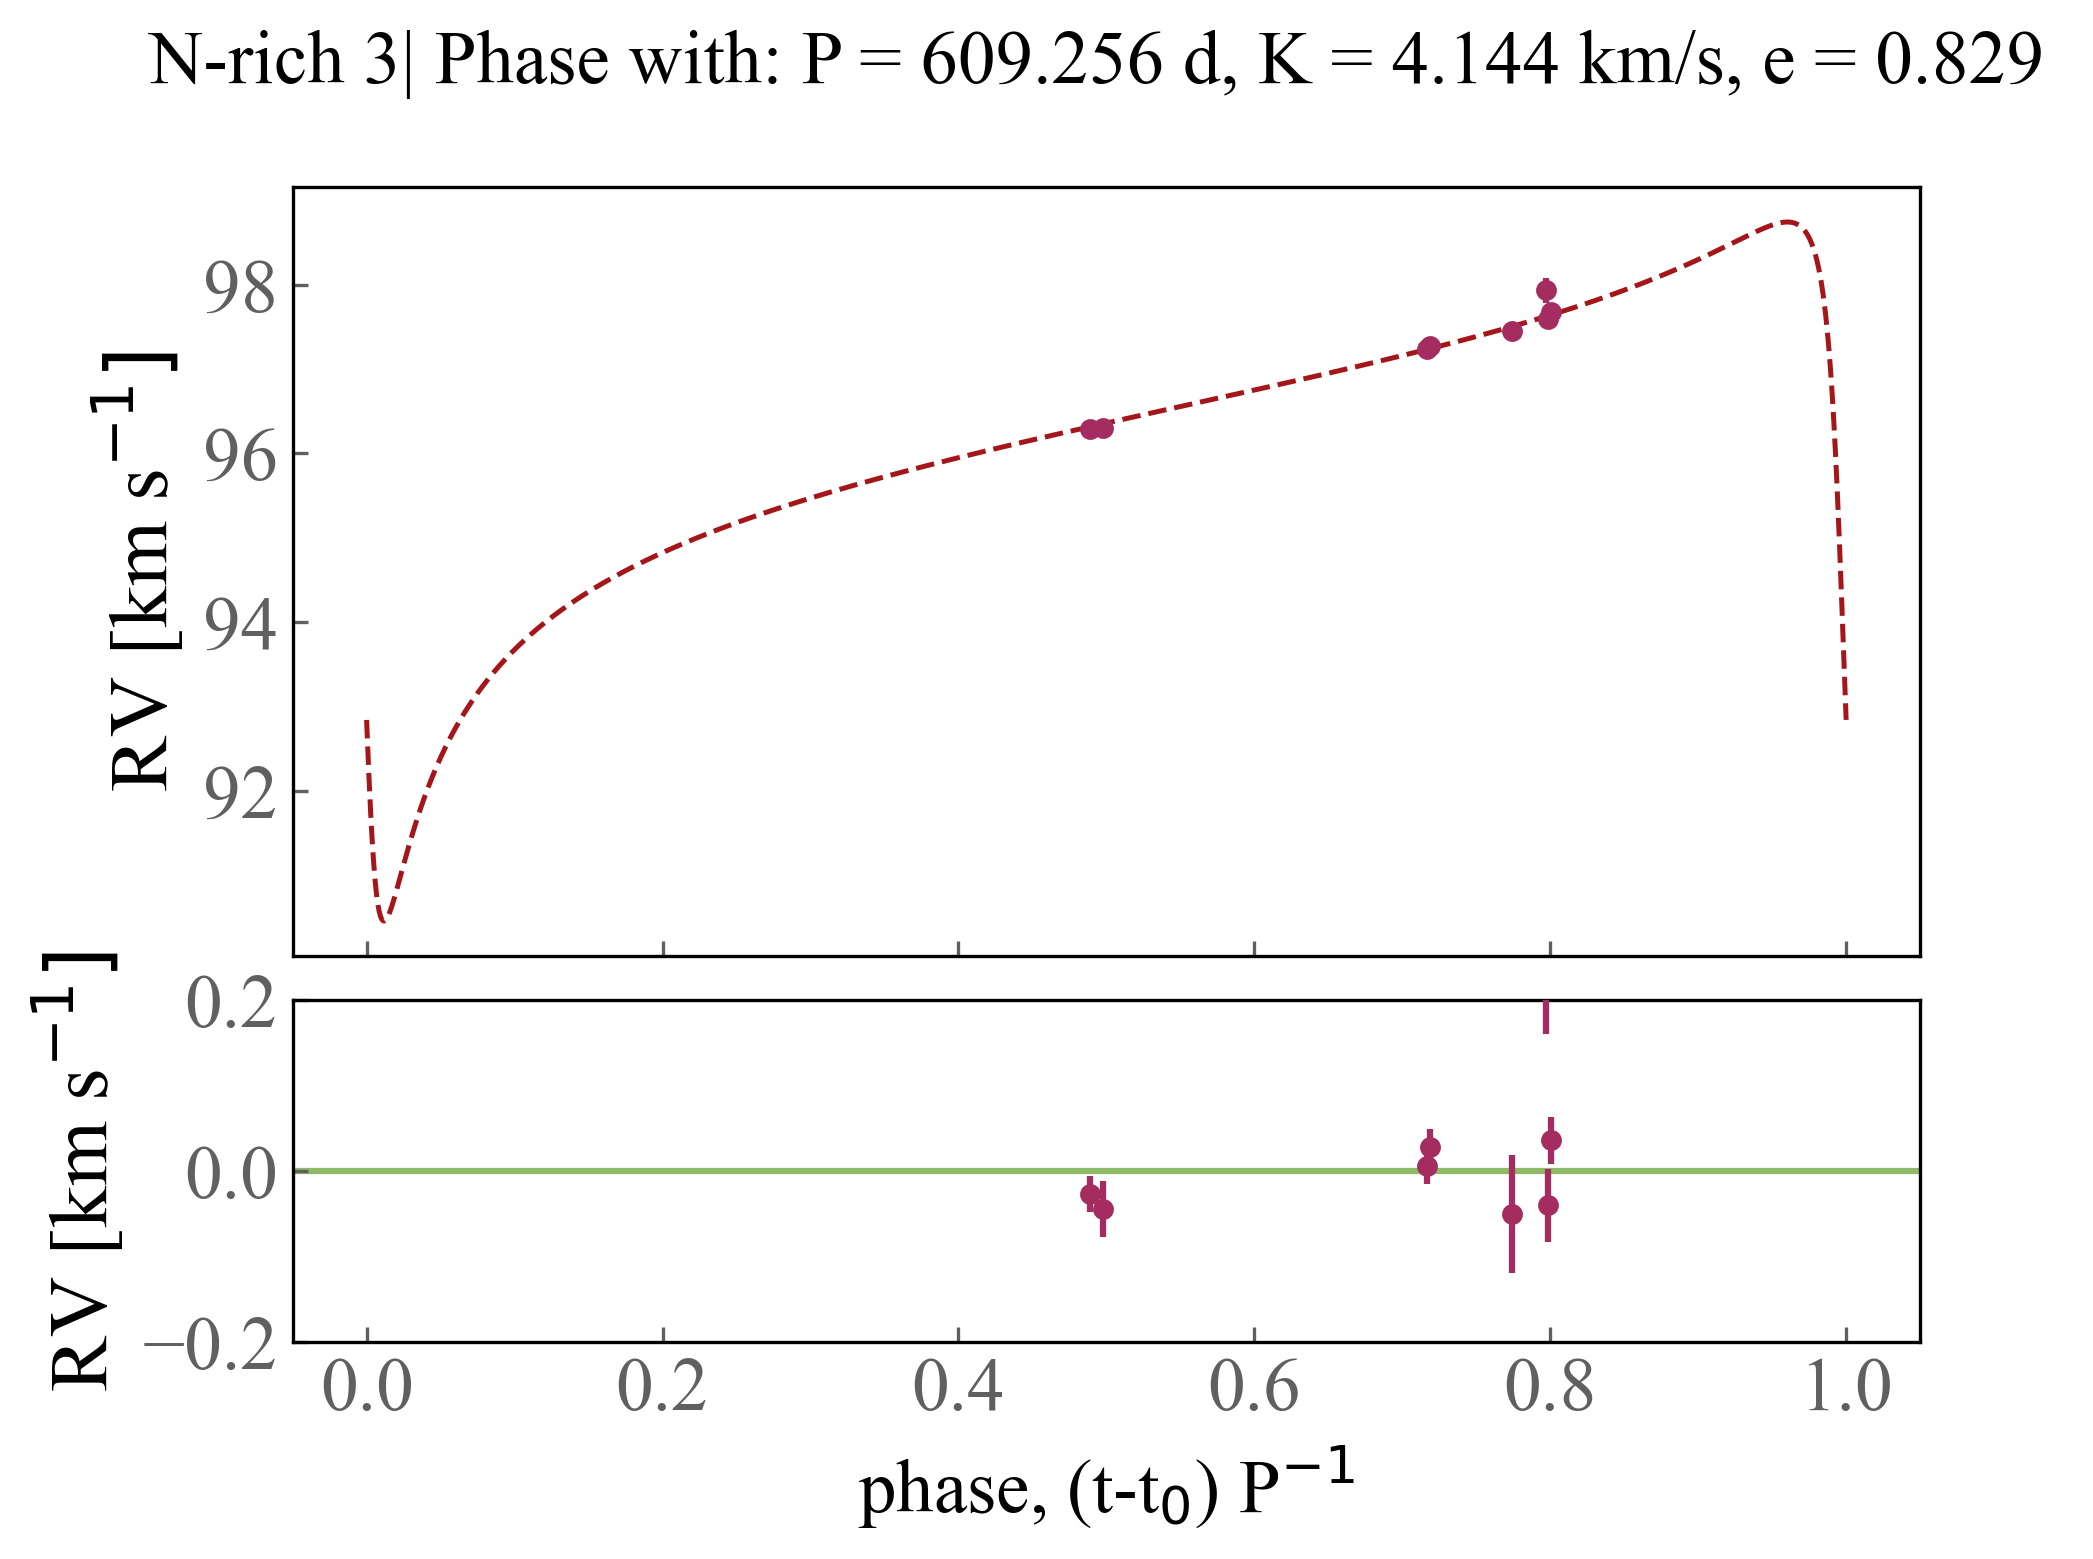 N-rich 3| Phase with: P = 609.256 d, K = 4.144 km/s, e = 0.829
RV [km s⁻¹]
98
96
94
92
RV [km s⁻¹]
0.2
0.0
−0.2
0.0 0.2 0.4 0.6 0.8 1.0
phase, (t-t₀) P⁻¹